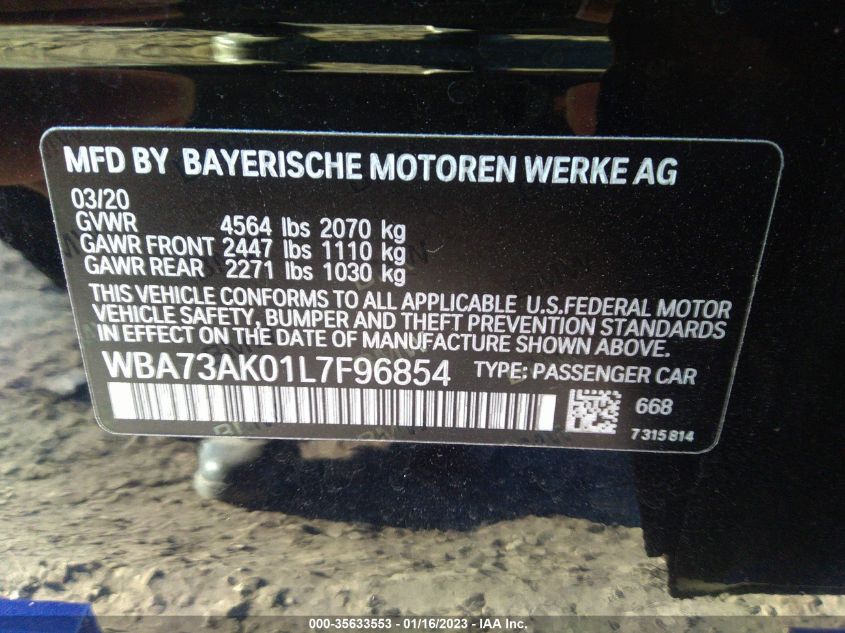 MFD BY BAYERISCHE MOTOREN WERKE AG
03/20
GVWR 4564 lbs 2070 kg
GAWR FRONT 2447 lbs 1110 kg
GAWR REAR 2271 lbs 1030 kg
THIS VEHICLE CONFORMS TO ALL APPLICABLE U.S.FEDERAL MOTOR
VEHICLE SAFETY, BUMPER AND THEFT PREVENTION STANDARDS
IN EFFECT ON THE DATE OF MANUFACTURE SHOWN ABOVE.
WBA73AK01L7F96854 TYPE: PASSENGER CAR
668
7315814
000-35633553 - 01/16/2023 - IAA Inc.